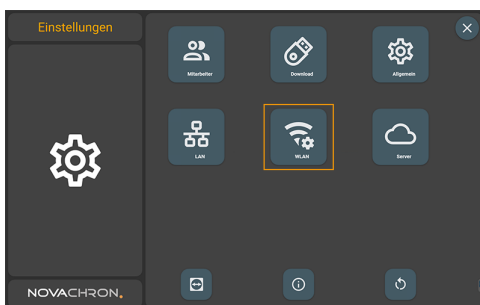 Einstellungen
Mitarbeiter
Download
Allgemein
LAN
WLAN
Server
NOVACHRON.